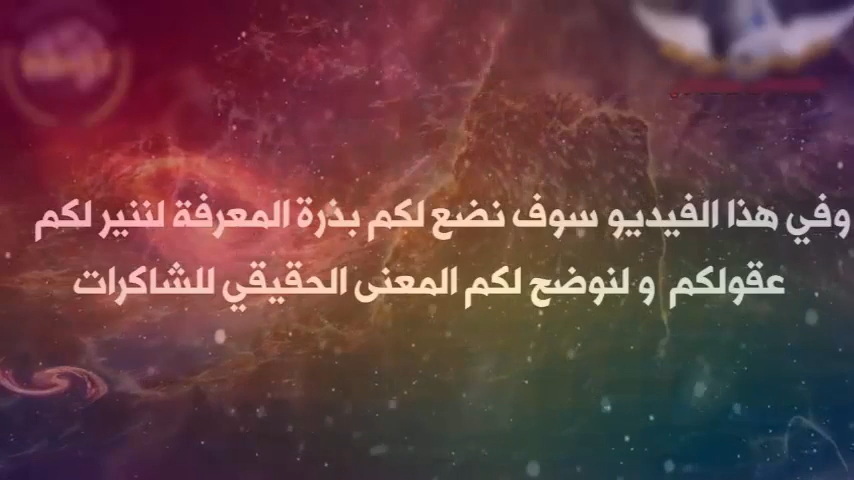 وفي هذا الفيديو سوف نضع لكم بذرة المعرفة لننير لكم
عقولكم و لنوضح لكم المعنى الحقيقي للشاكرات